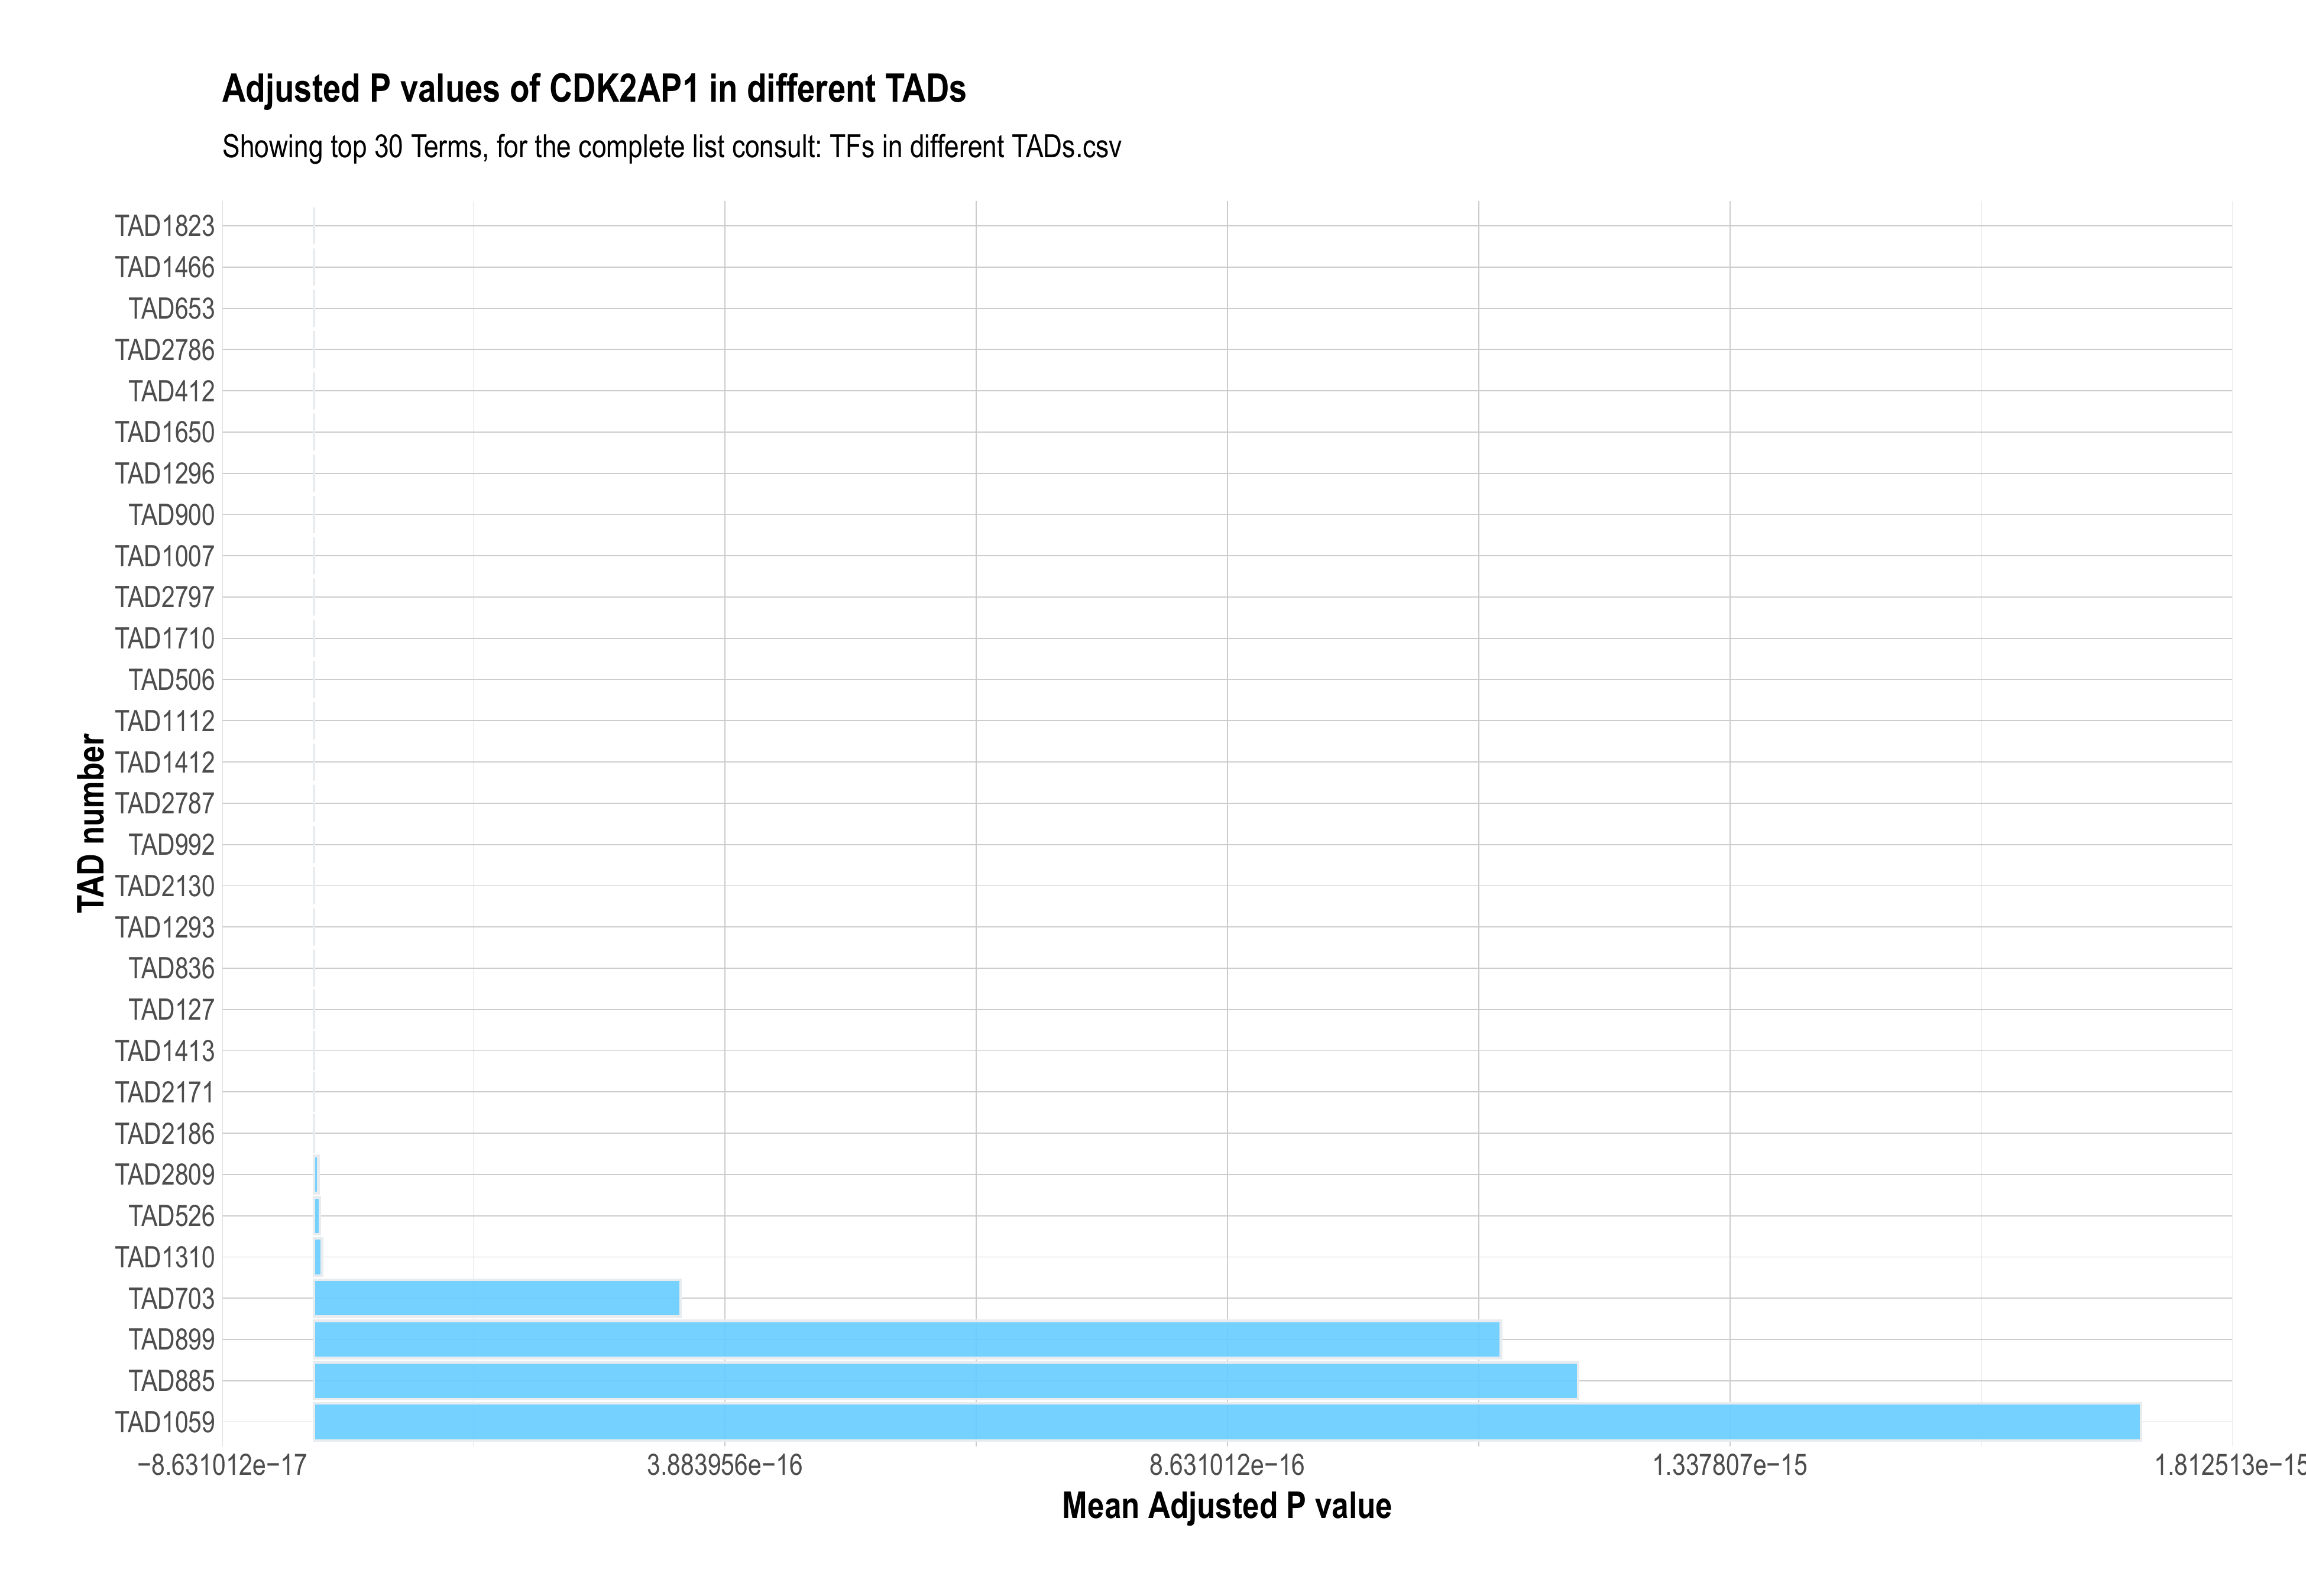 Adjusted P values of CDK2AP1 in different TADs
Showing top 30 Terms, for the complete list consult: TFs in different TADs.csv
TAD number
TAD1823
TAD1466
TAD653
TAD2786
TAD412
TAD1650
TAD1296
TAD900
TAD1007
TAD2797
TAD1710
TAD506
TAD1112
TAD1412
TAD2787
TAD992
TAD2130
TAD1293
TAD836
TAD127
TAD1413
TAD2171
TAD2186
TAD2809
TAD526
TAD1310
TAD703
TAD899
TAD885
TAD1059
−8.631012e−17 3.883956e−16 8.631012e−16 1.337807e−15 1.812513e−15
Mean Adjusted P value